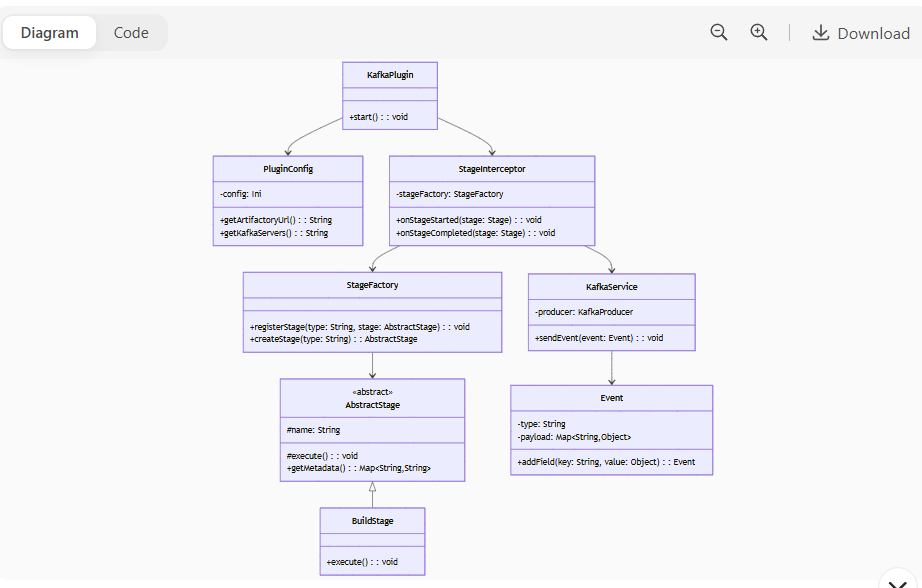 Diagram
Code
Download
KafkaPlugin
+start() : : void
PluginConfig
-config: Ini
+getArtifactoryUrl() : : String
+getKafkaServers() : : String
StageInterceptor
-stageFactory: StageFactory
+onStageStarted(stage: Stage) : : void
+onStageCompleted(stage: Stage) : : void
StageFactory
+registerStage(type: String, stage: AbstractStage) : : void
+createStage(type: String) : : AbstractStage
KafkaService
-producer: KafkaProducer
+sendEvent(event: Event) : : void
«abstract»
AbstractStage
#name: String
#execute() : : void
+getMetadata() : : Map<String,String>
Event
-type: String
-payload: Map<String,Object>
+addField(key: String, value: Object) : : Event
BuildStage
+execute() : : void